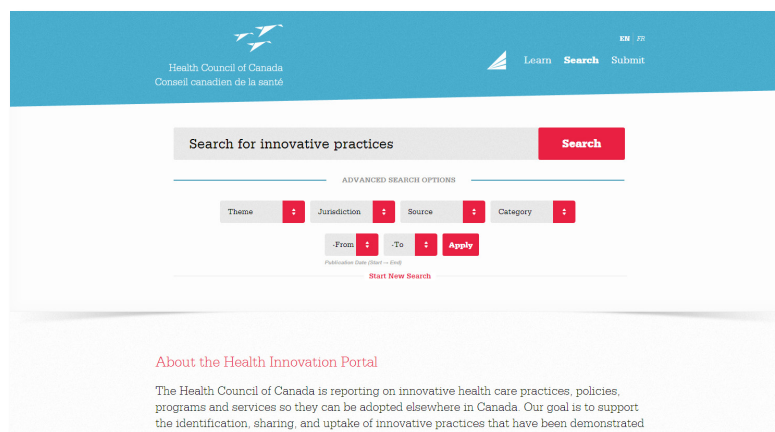 EN FR
Health Council of Canada
Conseil canadien de la santé
Learn Search Submit
Search for innovative practices Search
ADVANCED SEARCH OPTIONS
Theme Jurisdiction Source Category
-From -To Apply
Publication Date (Start → End)
Start New Search
About the Health Innovation Portal
The Health Council of Canada is reporting on innovative health care practices, policies,
programs and services so they can be adopted elsewhere in Canada. Our goal is to support
the identification, sharing, and uptake of innovative practices that have been demonstrated